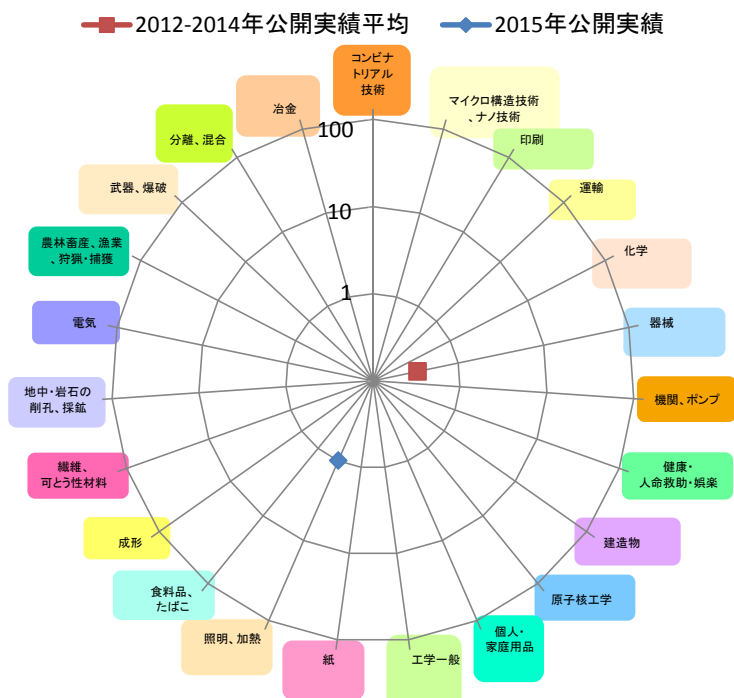 2012-2014年公開実績平均
2015年公開実績
コンビナ
トリアル
技術
マイクロ構造技術
、ナノ技術
印刷
運輸
化学
器械
機関、ポンプ
健康・
人命救助・娯楽
建造物
原子核工学
個人・
家庭用品
工学一般
紙
照明、加熱
食料品、
たばこ
成形
繊維、
可とう性材料
地中・岩石の
削孔、採鉱
電気
農林畜産、漁業
、狩猟・捕獲
武器、爆破
分離、混合
冶金
100
10
1